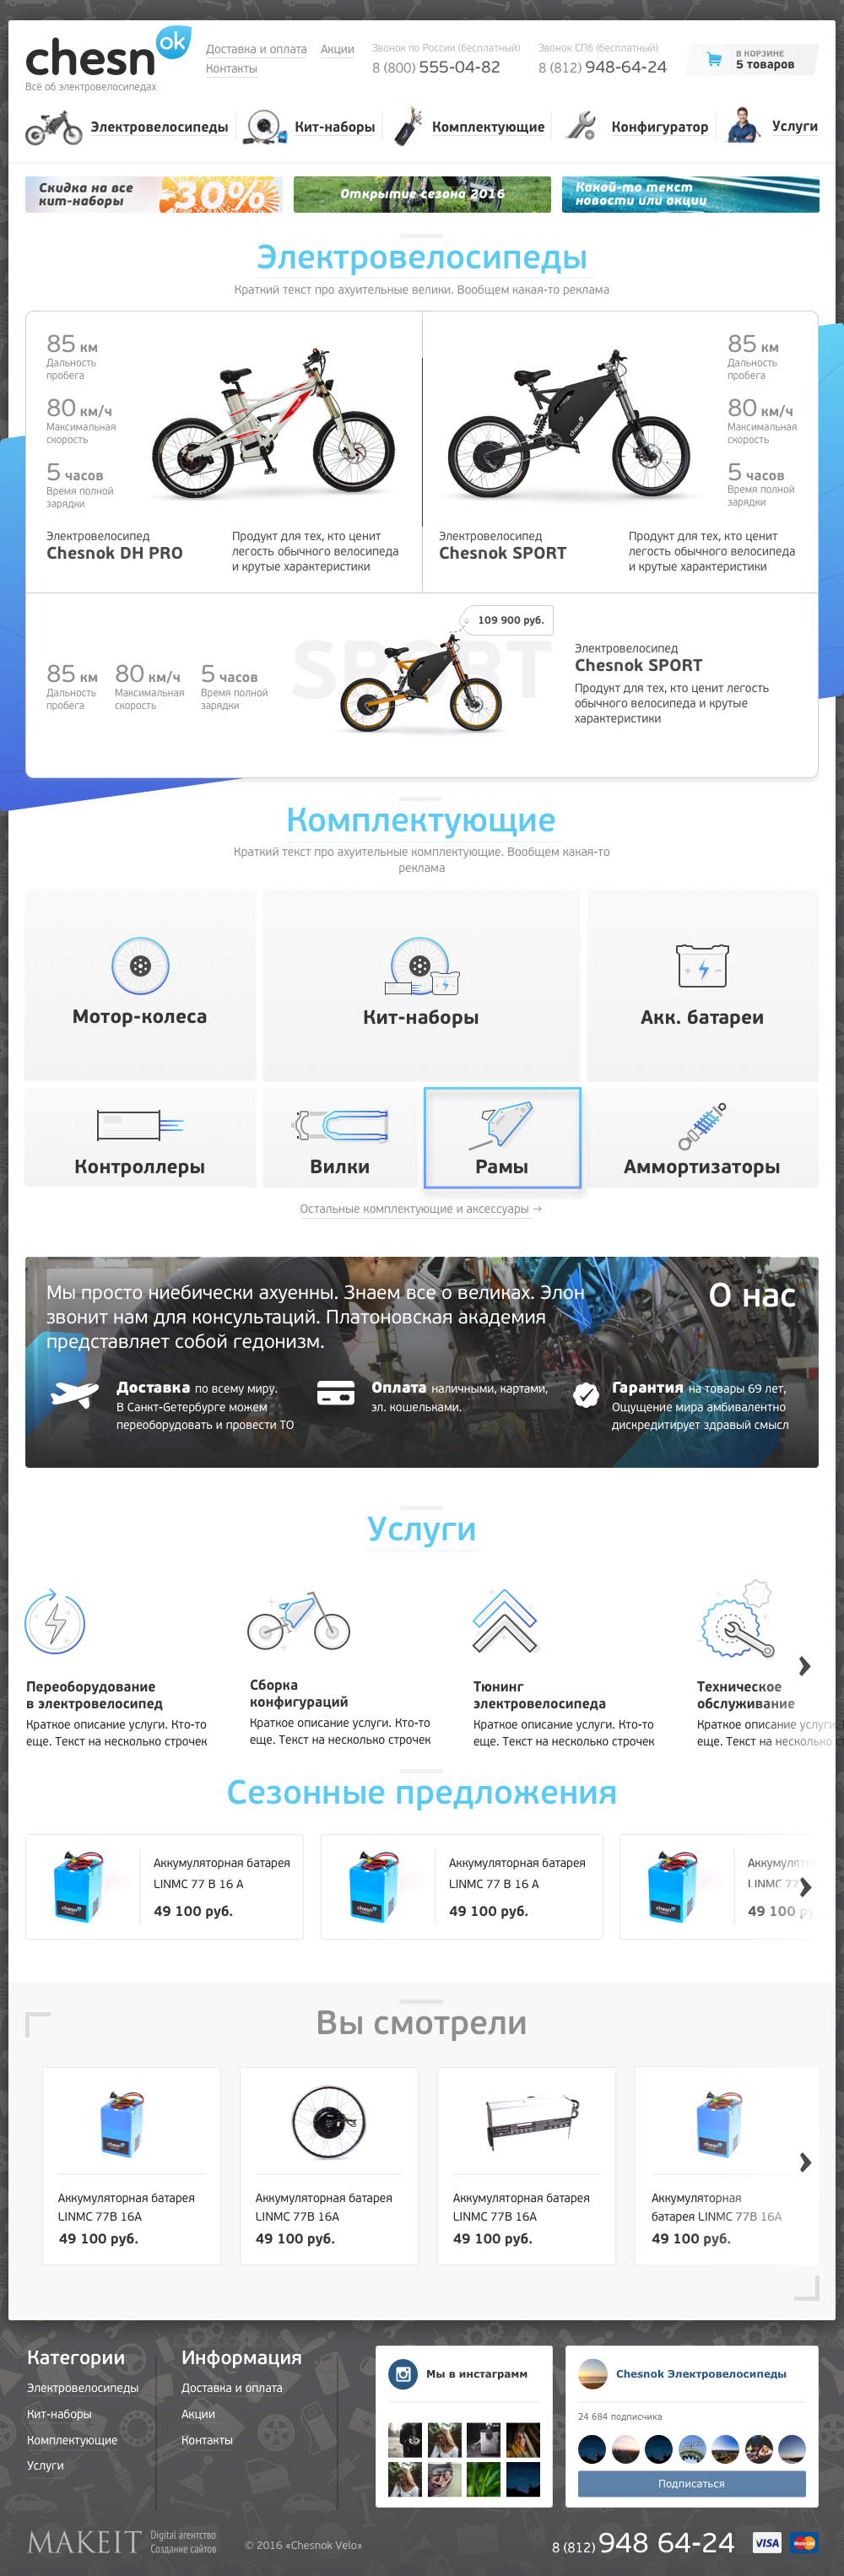 chesn ok
Всё об электровелосипедах
Доставка и оплата Акции
Контакты
Звонок по России (бесплатный)
8 (800) 555-04-82
Звонок СПб (бесплатный)
8 (812) 948-64-24
В КОРЗИНЕ
5 товаров
Электровелосипеды Кит-наборы Комплектующие Конфигуратор Услуги
Скидка на все
кит-наборы
30%
Открытие сезона 2016
Какой-то текст
новости или акции
Электровелосипеды
Краткий текст про ахуительные велики. Вообщем какая-то реклама
85 км
Дальность
пробега
80 км/ч
Максимальная
скорость
5 часов
Время полной
зарядки
Электровелосипед
Chesnok DH PRO
Продукт для тех, кто ценит
легость обычного велосипеда
и крутые характеристики
85 км
Дальность
пробега
80 км/ч
Максимальная
скорость
5 часов
Время полной
зарядки
Электровелосипед
Chesnok SPORT
Продукт для тех, кто ценит
легость обычного велосипеда
и крутые характеристики
85 км
Дальность
пробега
80 км/ч
Максимальная
скорость
5 часов
Время полной
зарядки
SPORT
109 900 руб.
Электровелосипед
Chesnok SPORT
Продукт для тех, кто ценит легость
обычного велосипеда и крутые
характеристики
Комплектующие
Краткий текст про ахуительные комплектующие. Вообщем какая-то
реклама
Мотор-колеса
Кит-наборы
Акк. батареи
Контроллеры
Вилки
Рамы
Аммортизаторы
Остальные комплектующие и аксессуары →
Мы просто ниебически ахуенны. Знаем все о великах. Элон
звонит нам для консультаций. Платоновская академия
представляет собой гедонизм.
О нас
Доставка по всему миру.
В Санкт-Gетербурге можем
переоборудовать и провести ТО
Оплата наличными, картами,
эл. кошельками.
Гарантия на товары 69 лет,
Ощущение мира амбивалентно
дискредитирует здравый смысл
Услуги
Переоборудование
в электровелосипед
Краткое описание услуги. Кто-то
еще. Текст на несколько строчек
Сборка
конфигураций
Краткое описание услуги. Кто-то
еще. Текст на несколько строчек
Тюнинг
электровелосипеда
Краткое описание услуги. Кто-то
еще. Текст на несколько строчек
Техническое
обслуживание
Краткое описание услуги.
еще. Текст на несколько
Сезонные предложения
Аккумуляторная батарея
LINMC 77 В 16 А
49 100 руб.
Аккумуляторная батарея
LINMC 77 В 16 А
49 100 руб.
LINMC 77
49 100
Вы смотрели
Аккумуляторная батарея
LINMC 77В 16А
49 100 руб.
Аккумуляторная батарея
LINMC 77В 16А
49 100 руб.
Аккумуляторная батарея
LINMC 77В 16А
49 100 руб.
Аккумуляторная
батарея LINMC 77В 16А
49 100 руб.
Категории
Электровелосипеды
Кит-наборы
Комплектующие
Услуги
Информация
Доставка и оплата
Акции
Контакты
Мы в инстаграмм
Chesnok Электровелосипеды
24 684 подписчика
Подписаться
MAKEIT
Digital агентство
Создание сайтов
© 2016 «Chesnok Velo»
8 (812) 948 64-24
VISA
MasterCard